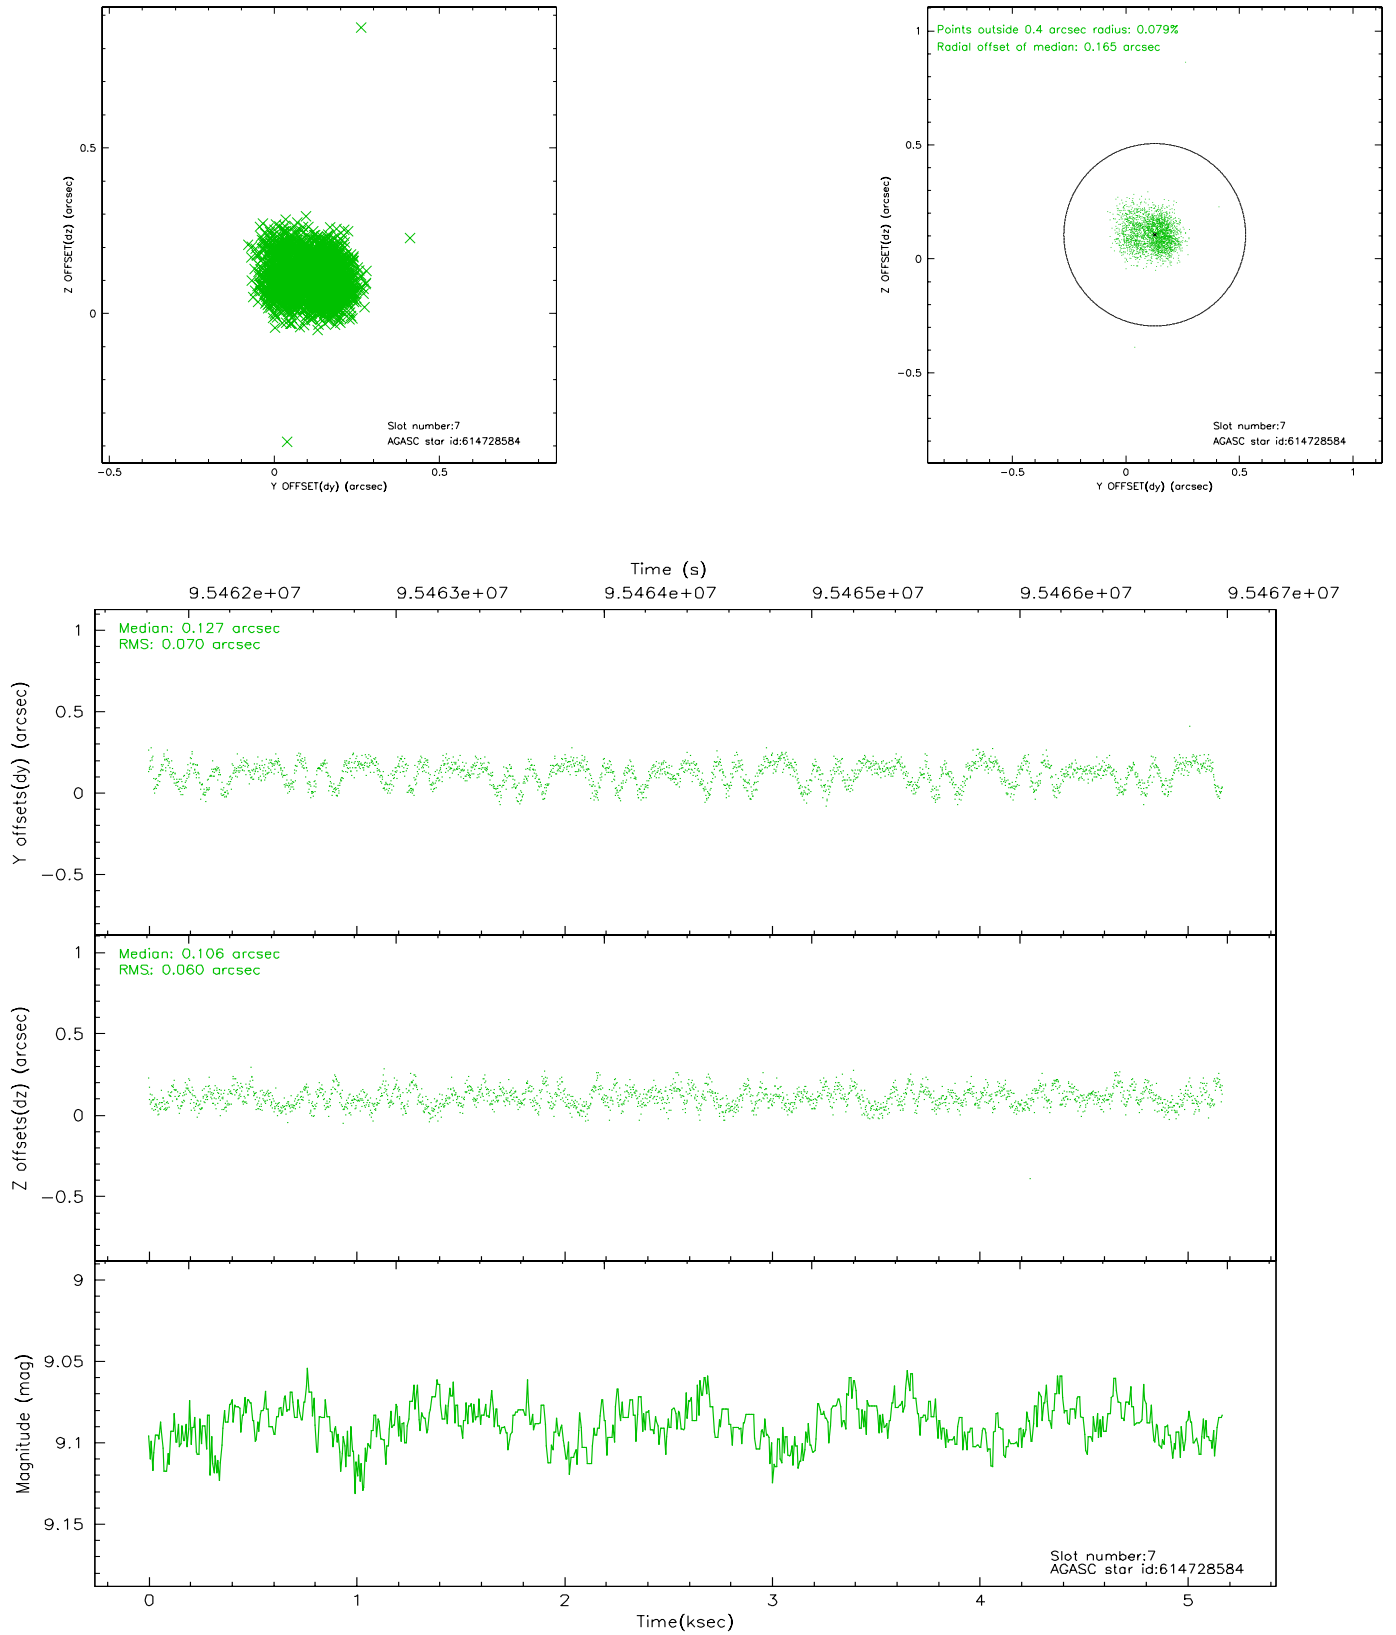 0.5
0
Z OFFSET(dz) (arcsec)
Slot number:7
AGASC star id:614728584
−0.5 0 0.5
Y OFFSET(dy) (arcsec)
Points outside 0.4 arcsec radius: 0.079%
Radial offset of median: 0.165 arcsec
1
0.5
0
−0.5
Z OFFSET(dz) (arcsec)
Slot number:7
AGASC star id:614728584
−0.5 0 0.5 1
Y OFFSET(dy) (arcsec)
Time (s)
9.5462e+07 9.5463e+07 9.5464e+07 9.5465e+07 9.5466e+07 9.5467e+07
Median: 0.127 arcsec
RMS: 0.070 arcsec
1
0.5
0
−0.5
Y offsets(dy) (arcsec)
Median: 0.106 arcsec
RMS: 0.060 arcsec
1
0.5
0
−0.5
Z offsets(dz) (arcsec)
9
9.05
9.1
9.15
Magnitude (mag)
Slot number:7
AGASC star id:614728584
0 1 2 3 4 5
Time(ksec)